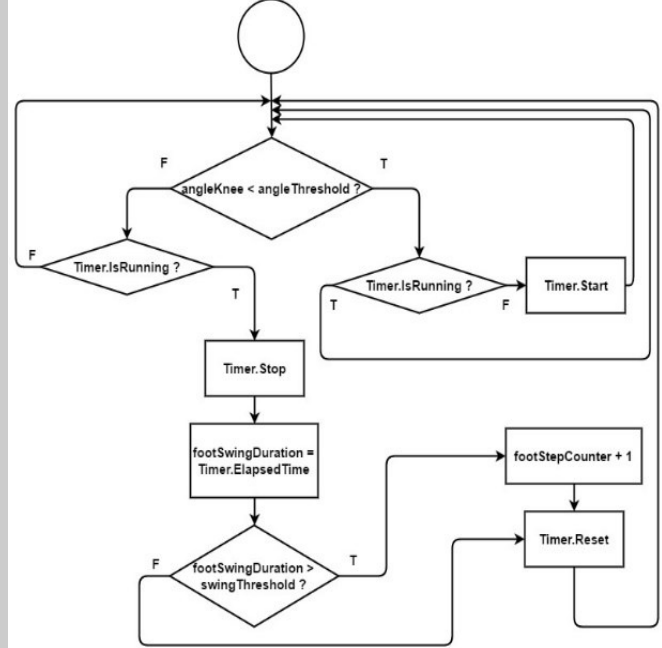 F
T
angleKnee < angleThreshold ?
F
Timer.IsRunning ?
T
Timer.IsRunning ?
T
F
Timer.Start
Timer.Stop
footSwingDuration =
Timer.ElapsedTime
footStepCounter + 1
Timer.Reset
F
footSwingDuration >
swingThreshold ?
T